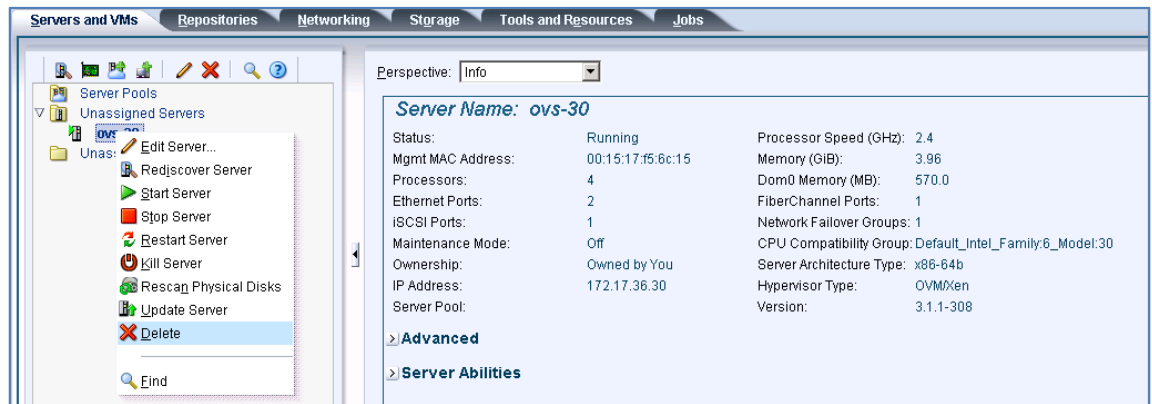 Servers and VMs Repositories Networking Storage Tools and Resources Jobs
Perspective: Info
Server Pools
Unassigned Servers
ovs-30
Unas
Edit Server...
Rediscover Server
Start Server
Stop Server
Restart Server
Kill Server
Rescan Physical Disks
Update Server
Delete
Find
Server Name: ovs-30
Status: Running Processor Speed (GHz): 2.4
Mgmt MAC Address: 00:15:17:f5:6c:15 Memory (GiB): 3.96
Processors: 4 Dom0 Memory (MB): 570.0
Ethernet Ports: 2 FiberChannel Ports: 1
iSCSI Ports: 1 Network Failover Groups: 1
Maintenance Mode: Off CPU Compatibility Group: Default_Intel_Family:6_Model:30
Ownership: Owned by You Server Architecture Type: x86-64b
IP Address: 172.17.36.30 Hypervisor Type: OVM/Xen
Server Pool: Version: 3.1.1-308
Advanced
Server Abilities